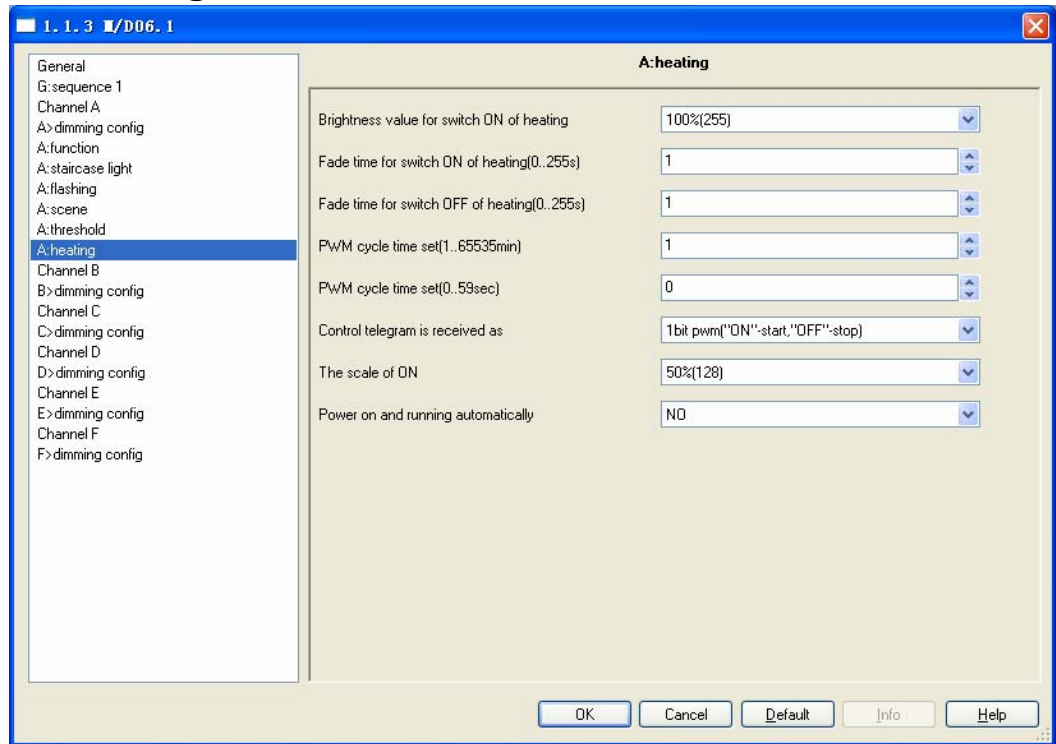 1.1.3 M/D06.1
General
G:sequence 1
Channel A
A>dimming config
A:function
A:staircase light
A:flashing
A:scene
A:threshold
A:heating
Channel B
B>dimming config
Channel C
C>dimming config
Channel D
D>dimming config
Channel E
E>dimming config
Channel F
F>dimming config
A:heating
Brightness value for switch ON of heating 100%(255)
Fade time for switch ON of heating(0..255s) 1
Fade time for switch OFF of heating(0..255s) 1
PWM cycle time set(1..65535min) 1
PWM cycle time set(0..59sec) 0
Control telegram is received as 1bit pwm("ON"-start,"OFF"-stop)
The scale of ON 50%(128)
Power on and running automatically NO
OK Cancel Default Info Help